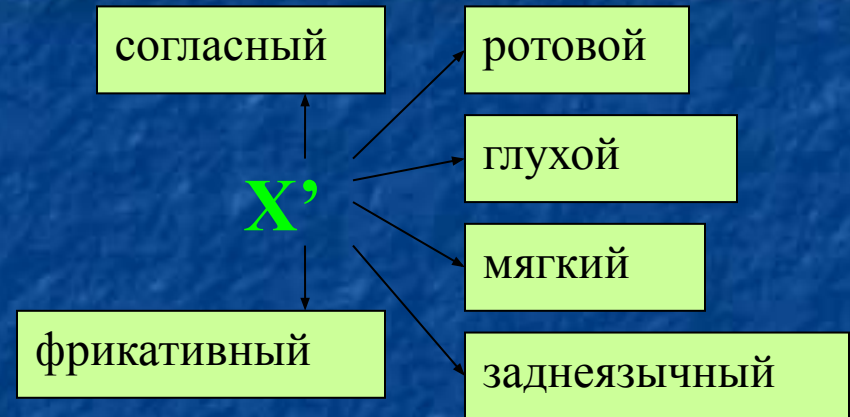 согласный
ротовой
глухой
Х’
мягкий
фрикативный
заднеязычный